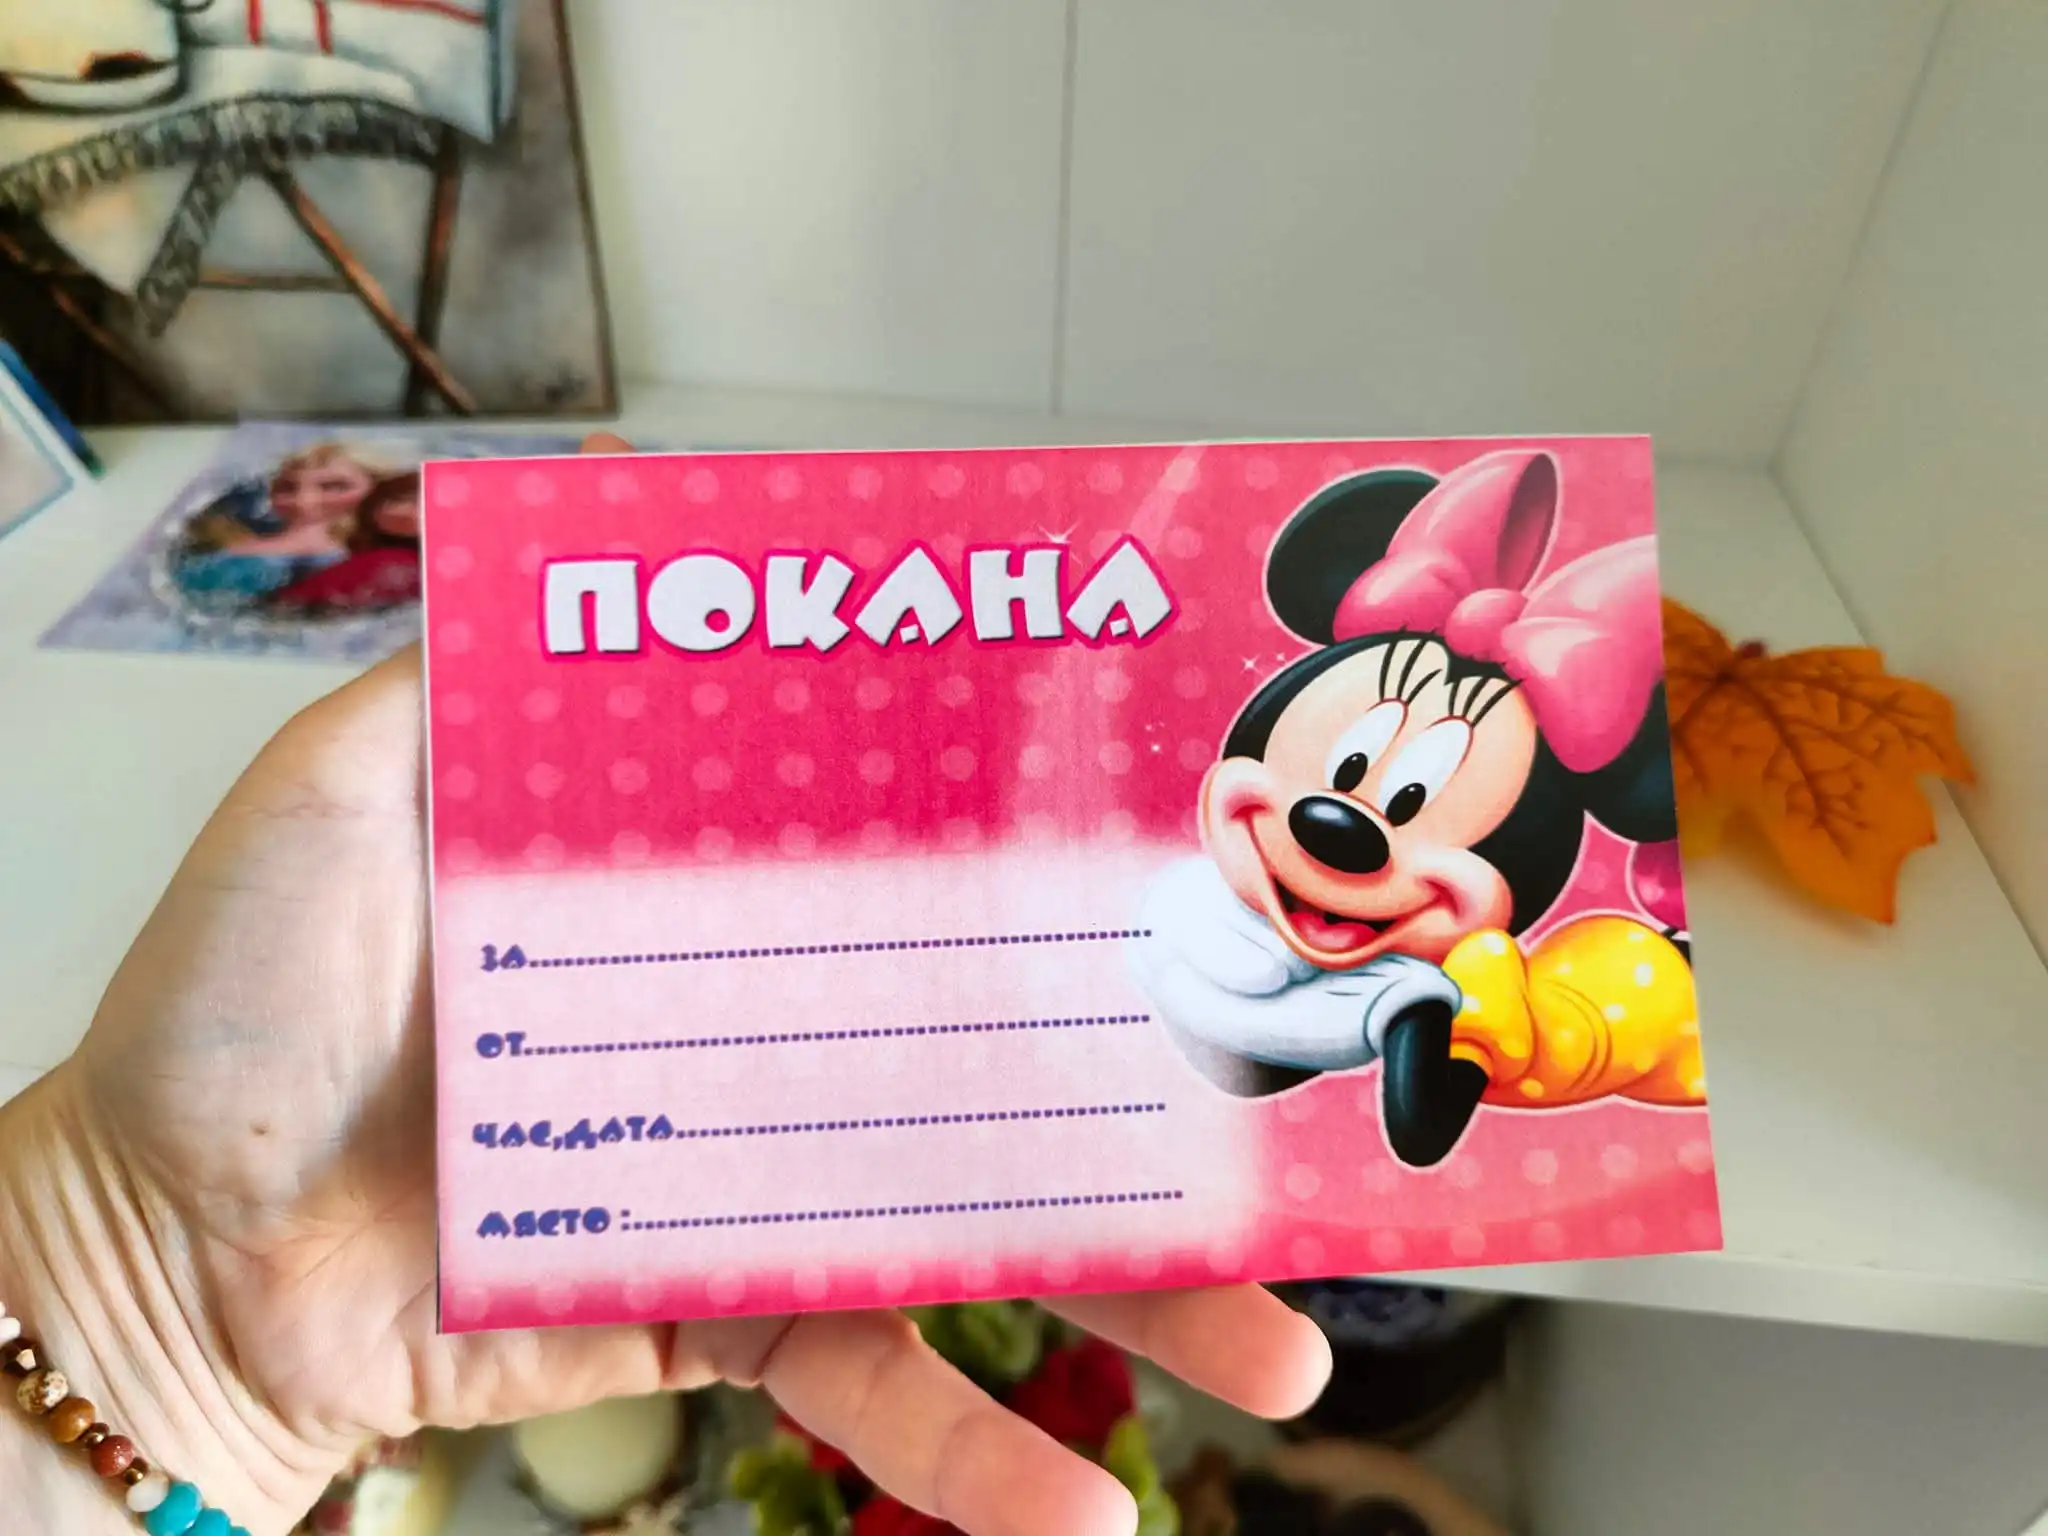 ПОКАНА
ЗА..............................................................
ОТ..............................................................
ЧАС,ДАТА................................................
МЯСТО :......................................................